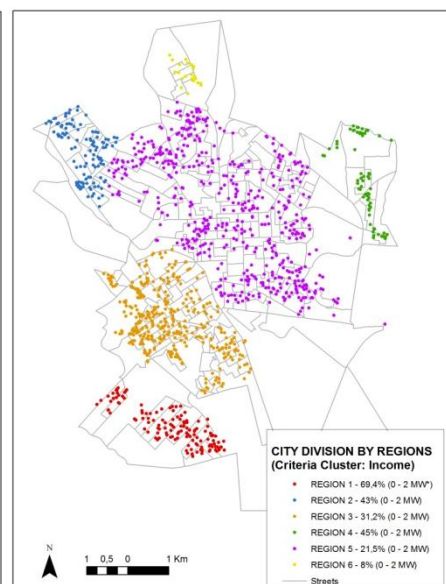 CITY DIVISION BY REGIONS
(Criteria Cluster: Income)
REGION 1 - 69,4% (0 - 2 MW*)
REGION 2 - 43% (0 - 2 MW)
REGION 3 - 31,2% (0 - 2 MW)
REGION 4 - 45% (0 - 2 MW)
REGION 5 - 21,5% (0 - 2 MW)
REGION 6 - 8% (0 - 2 MW)
Streets
N
1 0,5 0 1 Km